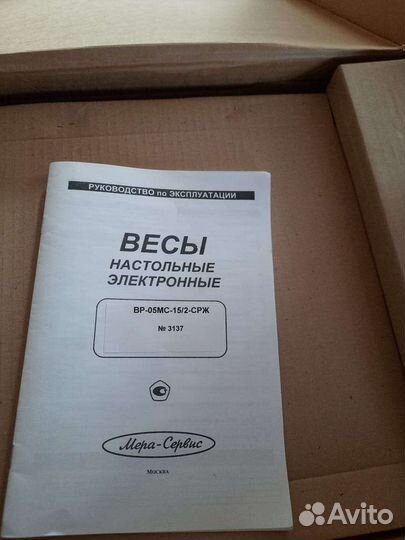 РУКОВОДСТВО по ЭКСПЛУАТАЦИИ
ВЕСЫ
НАСТОЛЬНЫЕ
ЭЛЕКТРОННЫЕ
ВР-05МС-15/2-СРЖ
№ 3137
Мера-Сервис
МОСКВА
Avito